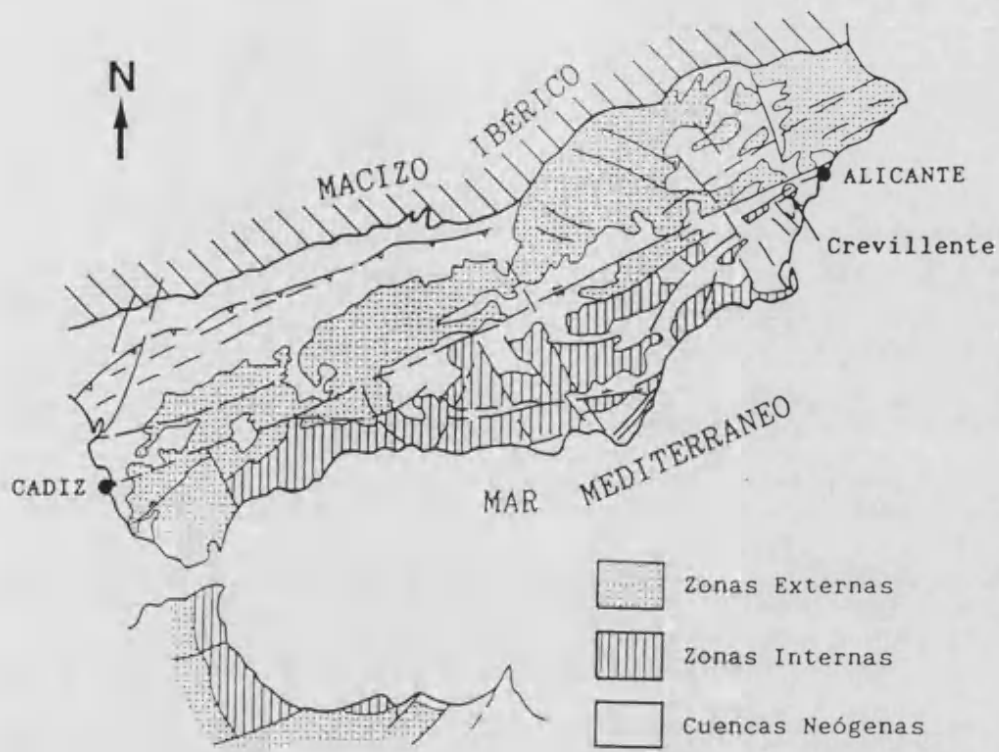 N
MACIZO IBÉRICO
ALICANTE
Crevillente
CADIZ
MAR MEDITERRANEO
Zonas Externas
Zonas Internas
Cuencas Neógenas